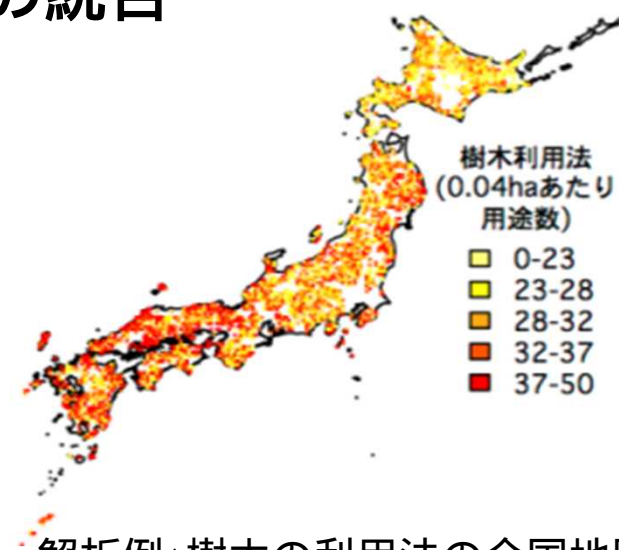 の統合
樹木利用法
(0.04haあたり
用途数)
0-23
23-28
28-32
32-37
37-50
解析例:樹木の利用法の全国地図